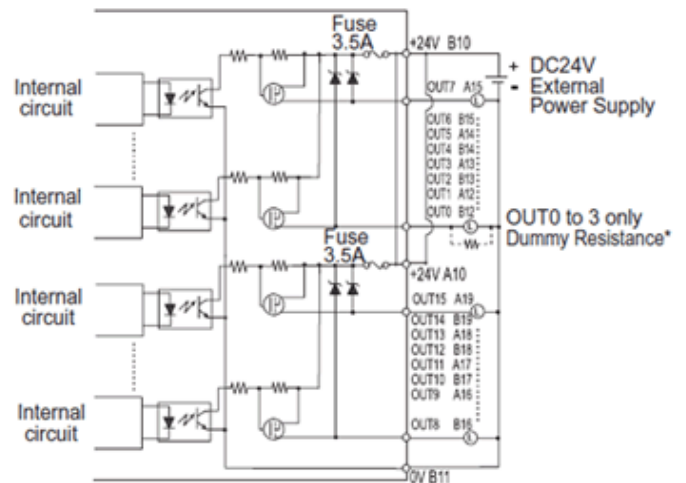 Fuse
3.5A
+24V B10
+ DC24V
- External
Power Supply
Internal
circuit
OUT7 A15
L
OUT6 B15
OUT5 A14
OUT4 B14
OUT3 A13
OUT2 B13
OUT1 A12
OUT0 B12
L
OUT0 to 3 only
Dummy Resistance*
Internal
circuit
Fuse
3.5A
+24V A10
Internal
circuit
OUT15 A19
L
OUT14 B19
OUT13 A18
OUT12 B18
OUT11 A17
OUT10 B17
OUT9 A16
OUT8 B16
L
Internal
circuit
0V B11